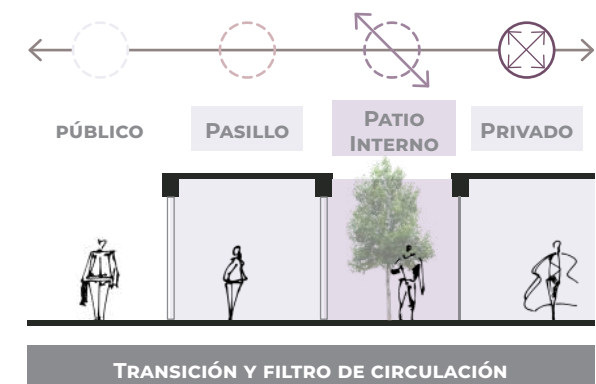 PÚBLICO
PASILLO
PATIO
INTERNO
PRIVADO
TRANSICIÓN Y FILTRO DE CIRCULACIÓN